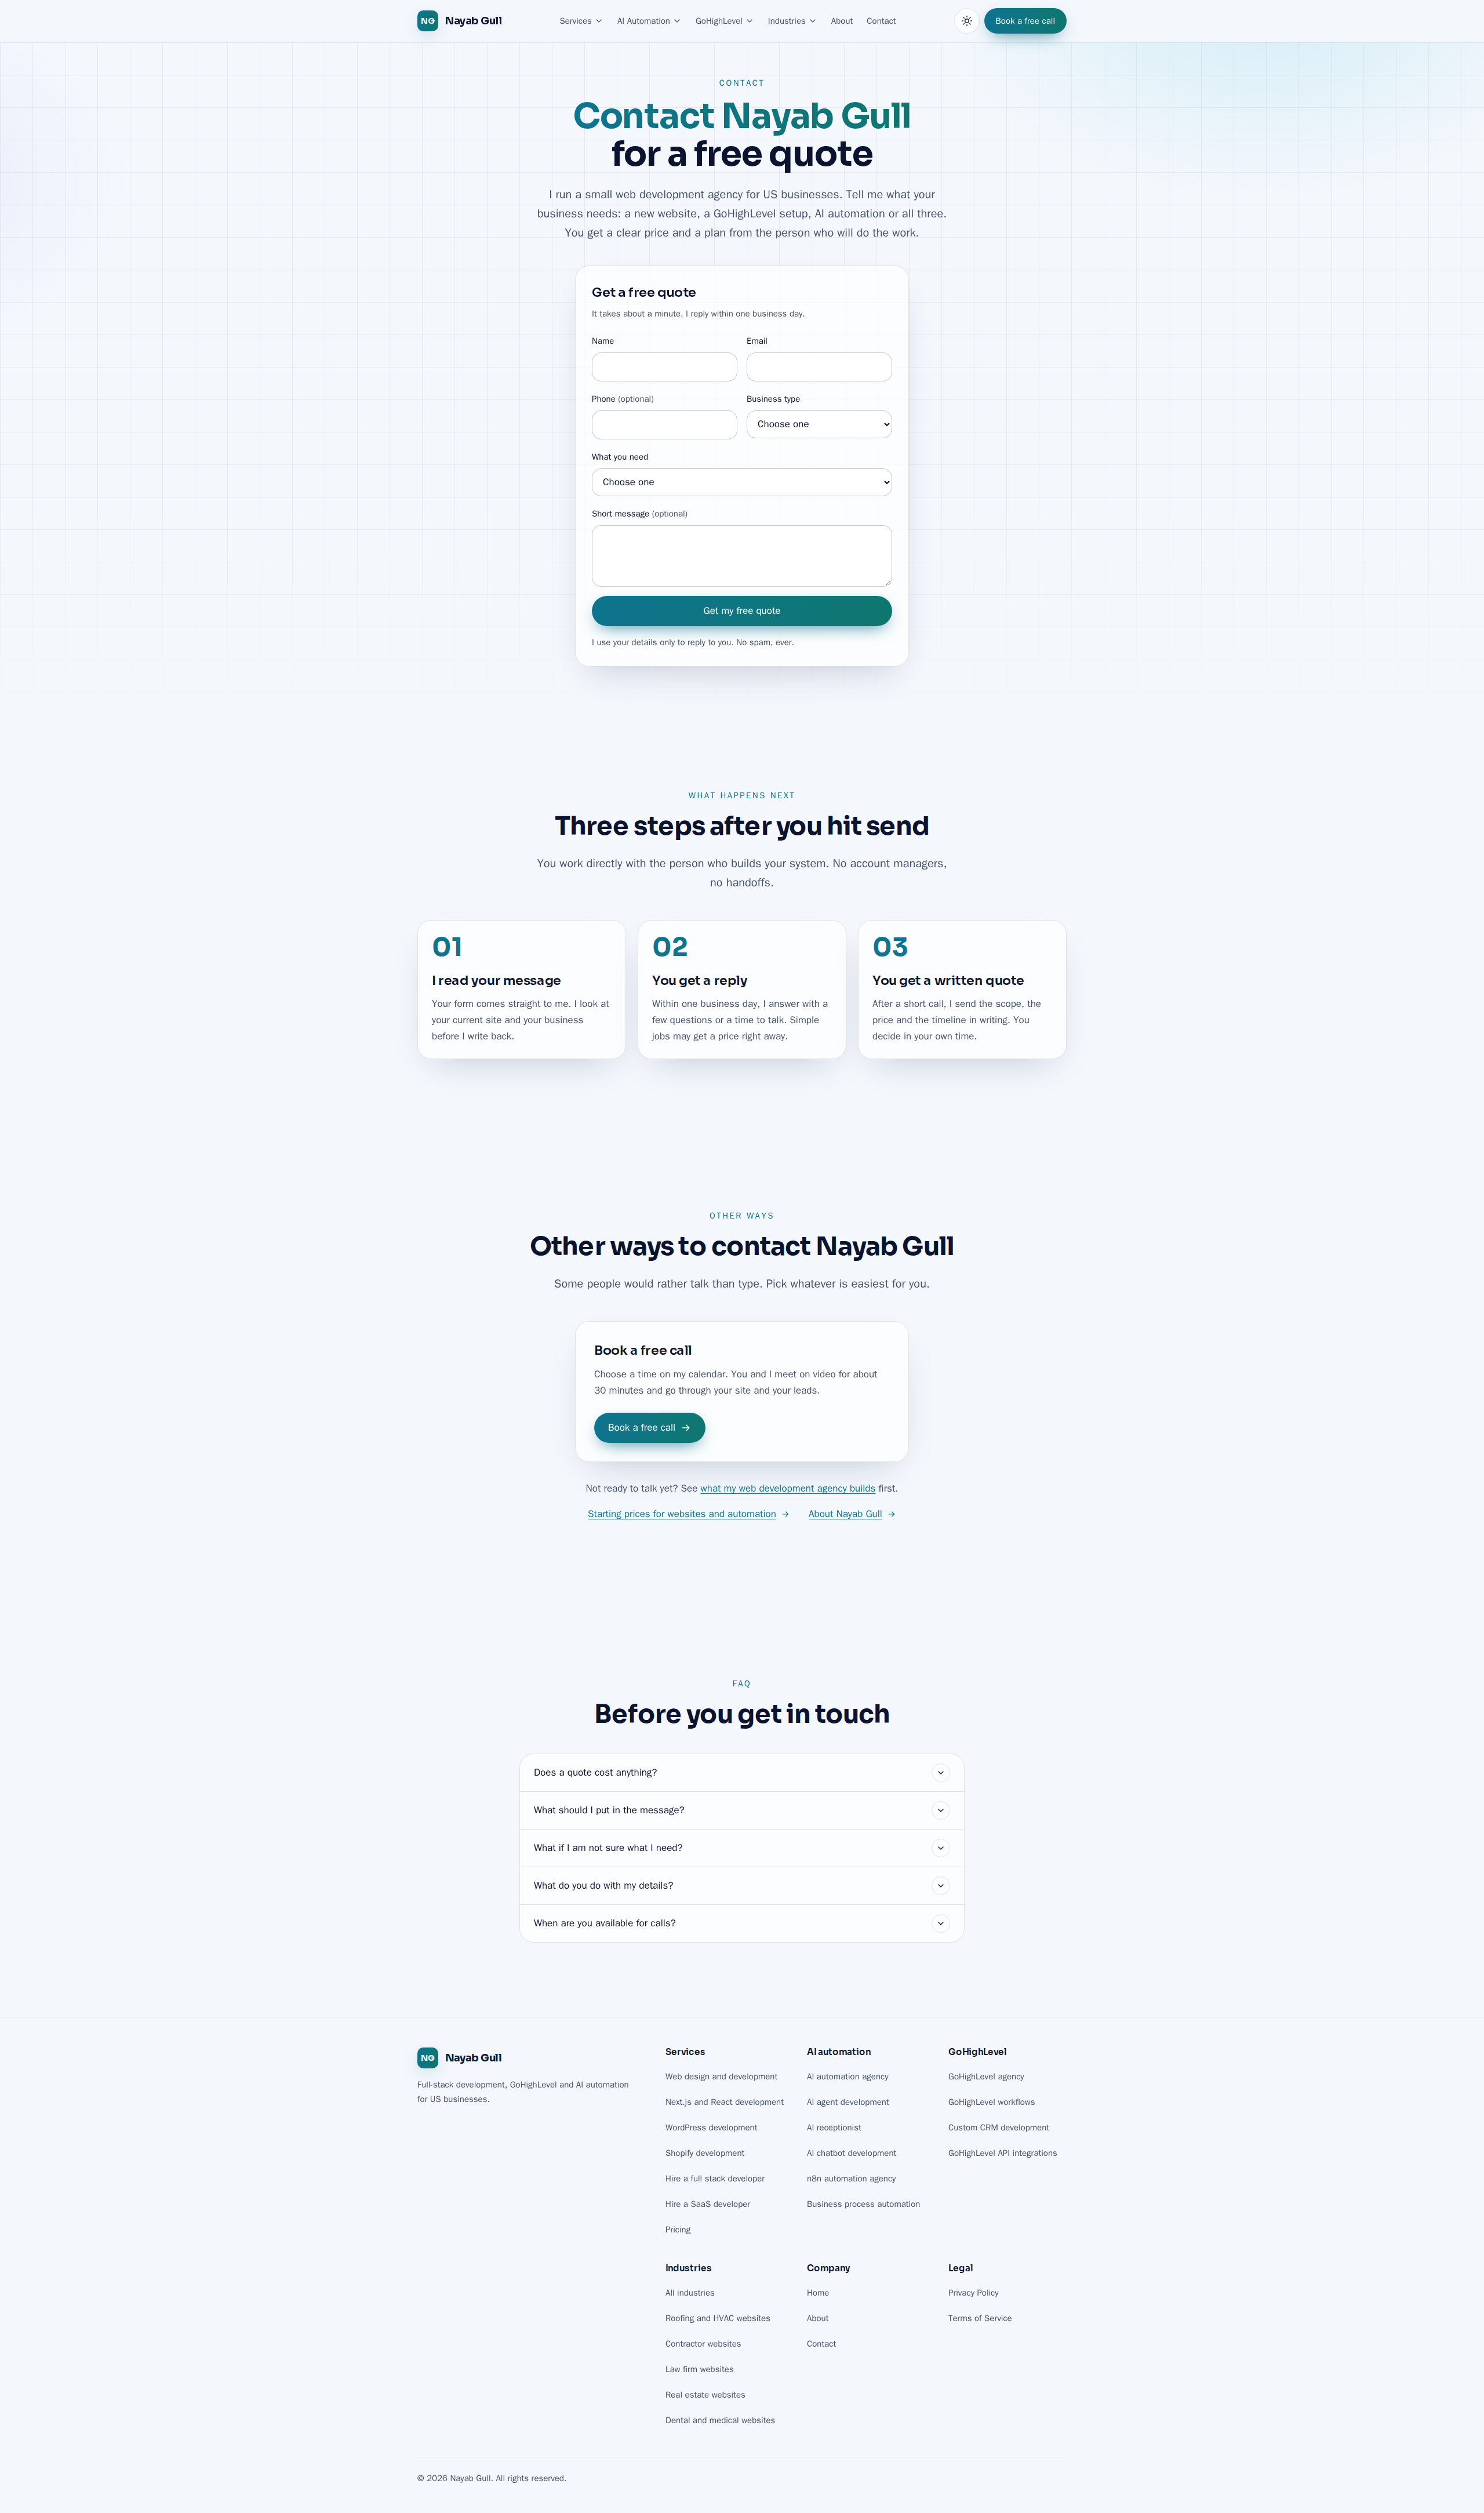 NG Nayab Gull
Services
AI Automation
GoHighLevel
Industries
About
Contact
Book a free call
CONTACT
Contact Nayab Gull
for a free quote
I run a small web development agency for US businesses. Tell me what your
business needs: a new website, a GoHighLevel setup, AI automation or all three.
You get a clear price and a plan from the person who will do the work.
Get a free quote
It takes about a minute. I reply within one business day.
Name
Email
Phone (optional)
Business type
Choose one
What you need
Choose one
Short message (optional)
Get my free quote
I use your details only to reply to you. No spam, ever.
WHAT HAPPENS NEXT
Three steps after you hit send
You work directly with the person who builds your system. No account managers,
no handoffs.
01
I read your message
Your form comes straight to me. I look at
your current site and your business
before I write back.
02
You get a reply
Within one business day, I answer with a
few questions or a time to talk. Simple
jobs may get a price right away.
03
You get a written quote
After a short call, I send the scope, the
price and the timeline in writing. You
decide in your own time.
OTHER WAYS
Other ways to contact Nayab Gull
Some people would rather talk than type. Pick whatever is easiest for you.
Book a free call
Choose a time on my calendar. You and I meet on video for about
30 minutes and go through your site and your leads.
Book a free call →
Not ready to talk yet? See what my web development agency builds first.
Starting prices for websites and automation →
About Nayab Gull →
FAQ
Before you get in touch
Does a quote cost anything?
What should I put in the message?
What if I am not sure what I need?
What do you do with my details?
When are you available for calls?
NG Nayab Gull
Full-stack development, GoHighLevel and AI automation
for US businesses.
Services
Web design and development
Next.js and React development
WordPress development
Shopify development
Hire a full stack developer
Hire a SaaS developer
Pricing
AI automation
AI automation agency
AI agent development
AI receptionist
AI chatbot development
n8n automation agency
Business process automation
GoHighLevel
GoHighLevel agency
GoHighLevel workflows
Custom CRM development
GoHighLevel API integrations
Industries
All industries
Roofing and HVAC websites
Contractor websites
Law firm websites
Real estate websites
Dental and medical websites
Company
Home
About
Contact
Legal
Privacy Policy
Terms of Service
© 2026 Nayab Gull. All rights reserved.